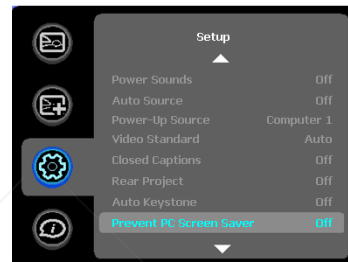 Setup
Power Sounds Off
Auto Source Off
Power-Up Source Computer 1
Video Standard Auto
Closed Captions Off
Rear Project Off
Auto Keystone Off
Prevent PC Screen Saver Off